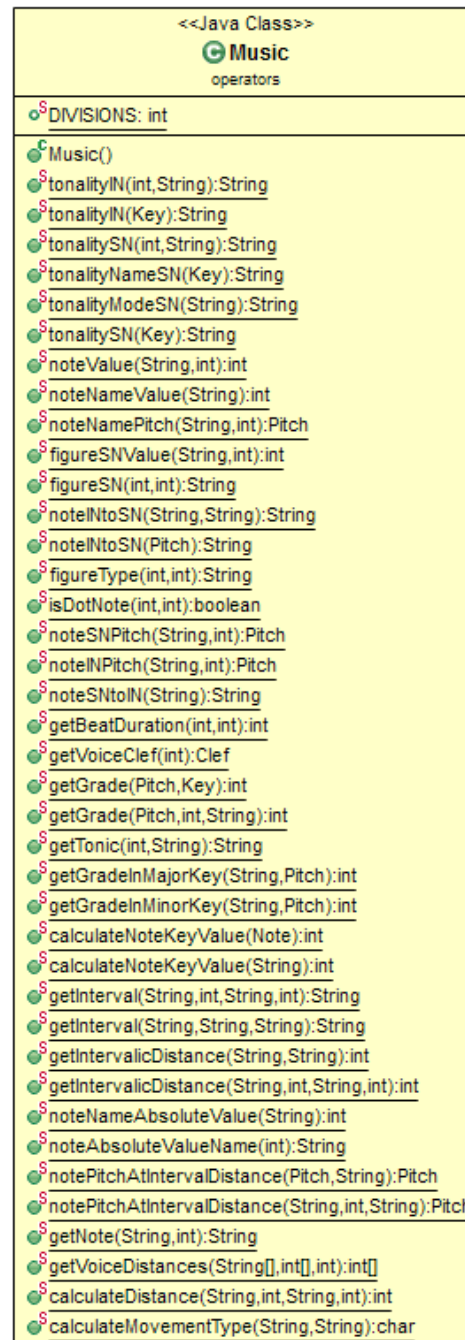 <<Java Class>>
Music
operators
DIVISIONS: int
Music()
tonalityIN(int,String):String
tonalityIN(Key):String
tonalitySN(int,String):String
tonalityNameSN(Key):String
tonalityModeSN(String):String
tonalitySN(Key):String
noteValue(String,int):int
noteNameValue(String):int
noteNamePitch(String,int):Pitch
figureSNValue(String,int):int
figureSN(int,int):String
noteINtoSN(String,String):String
noteINtoSN(Pitch):String
figureType(int,int):String
isDotNote(int,int):boolean
noteSNPitch(String,int):Pitch
noteINPitch(String,int):Pitch
noteSNtoIN(String):String
getBeatDuration(int,int):int
getVoiceClef(int):Clef
getGrade(Pitch,Key):int
getGrade(Pitch,int,String):int
getTonic(int,String):String
getGradeInMajorKey(String,Pitch):int
getGradeInMinorKey(String,Pitch):int
calculateNoteKeyValue(Note):int
calculateNoteKeyValue(String):int
getInterval(String,int,String,int):String
getInterval(String,String,String):String
getIntervalicDistance(String,String):int
getIntervalicDistance(String,int,String,int):int
noteNameAbsoluteValue(String):int
noteAbsoluteValueName(int):String
notePitchAtIntervalDistance(Pitch,String):Pitch
notePitchAtIntervalDistance(String,int,String):Pitch
getNote(String,int):String
getVoiceDistances(String[],int[],int):int[]
calculateDistance(String,int,String,int):int
calculateMovementType(String,String):char